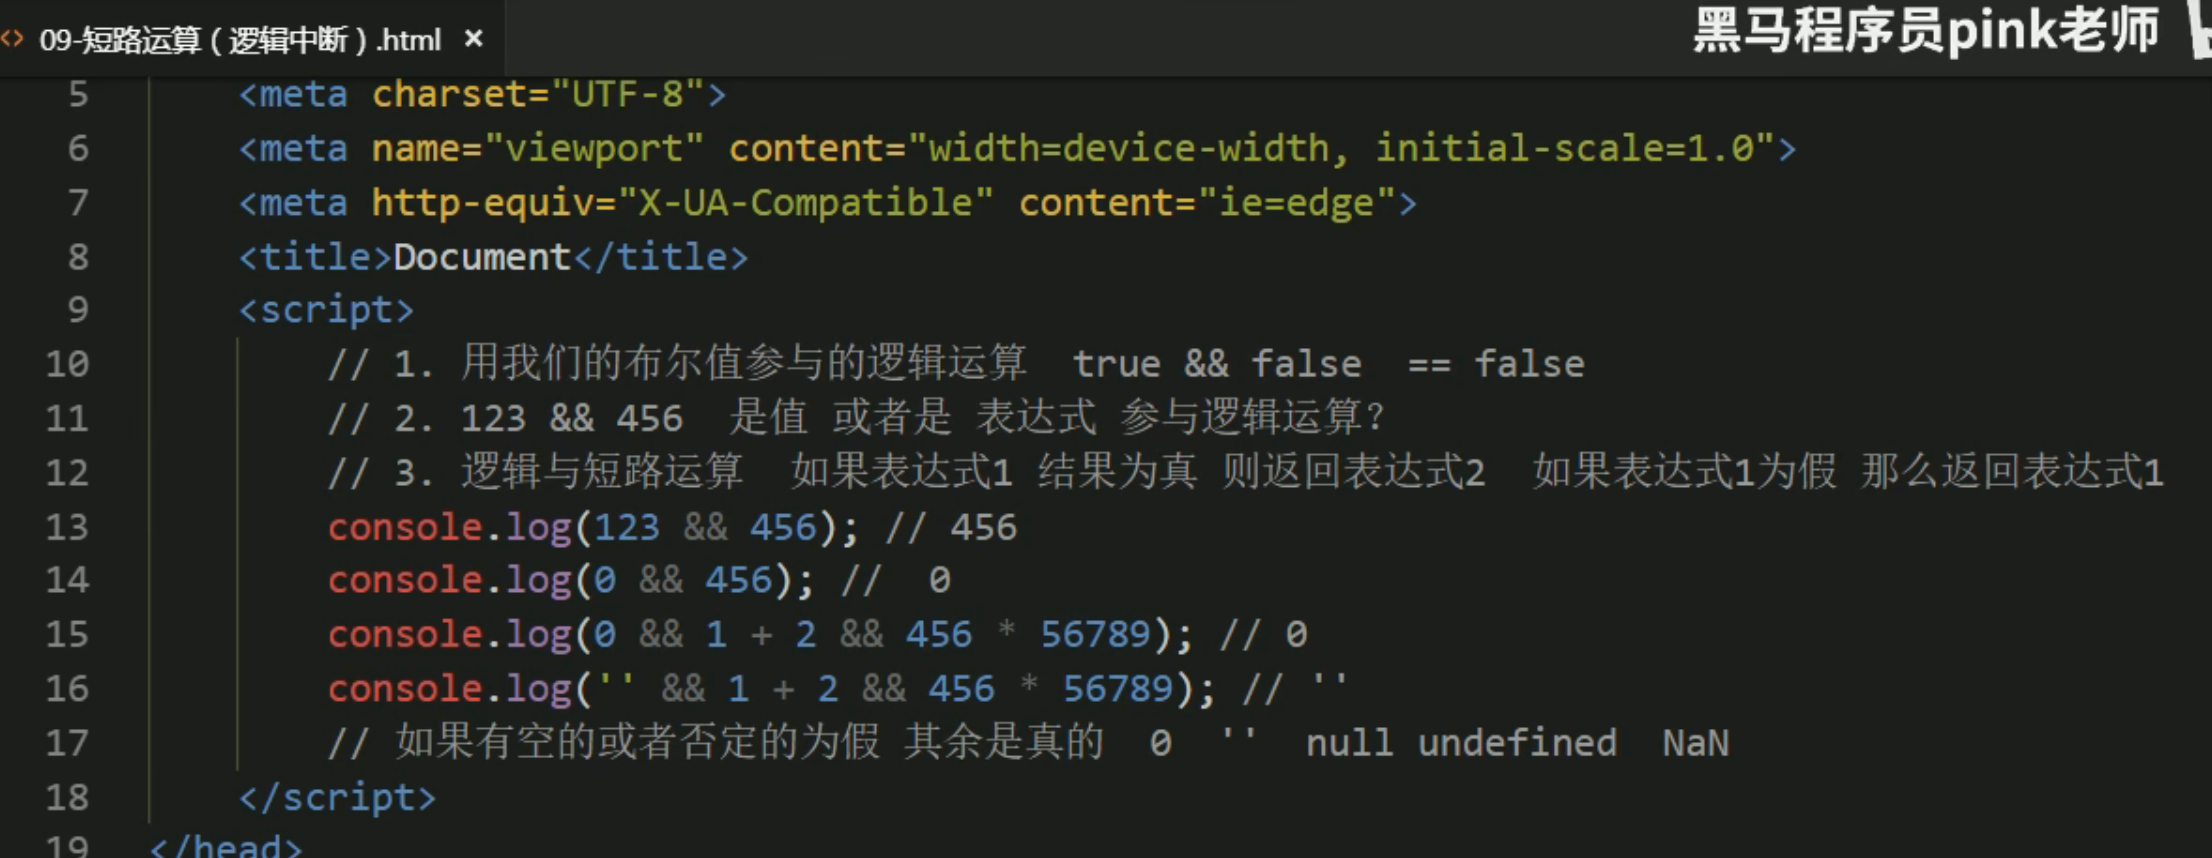 09-短路运算（逻辑中断）.html ×
黑马程序员pink老师
5 <meta charset="UTF-8">
6 <meta name="viewport" content="width=device-width, initial-scale=1.0">
7 <meta http-equiv="X-UA-Compatible" content="ie=edge">
8 <title>Document</title>
9 <script>
10 // 1. 用我们的布尔值参与的逻辑运算  true && false  == false
11 // 2. 123 && 456  是值 或者是 表达式 参与逻辑运算？
12 // 3. 逻辑与短路运算  如果表达式1 结果为真 则返回表达式2  如果表达式1为假 那么返回表达式1
13 console.log(123 && 456); // 456
14 console.log(0 && 456); //  0
15 console.log(0 && 1 + 2 && 456 * 56789); // 0
16 console.log('' && 1 + 2 && 456 * 56789); // ''
17 // 如果有空的或者否定的为假 其余是真的  0  ''  null undefined  NaN
18 </script>
19 </head>